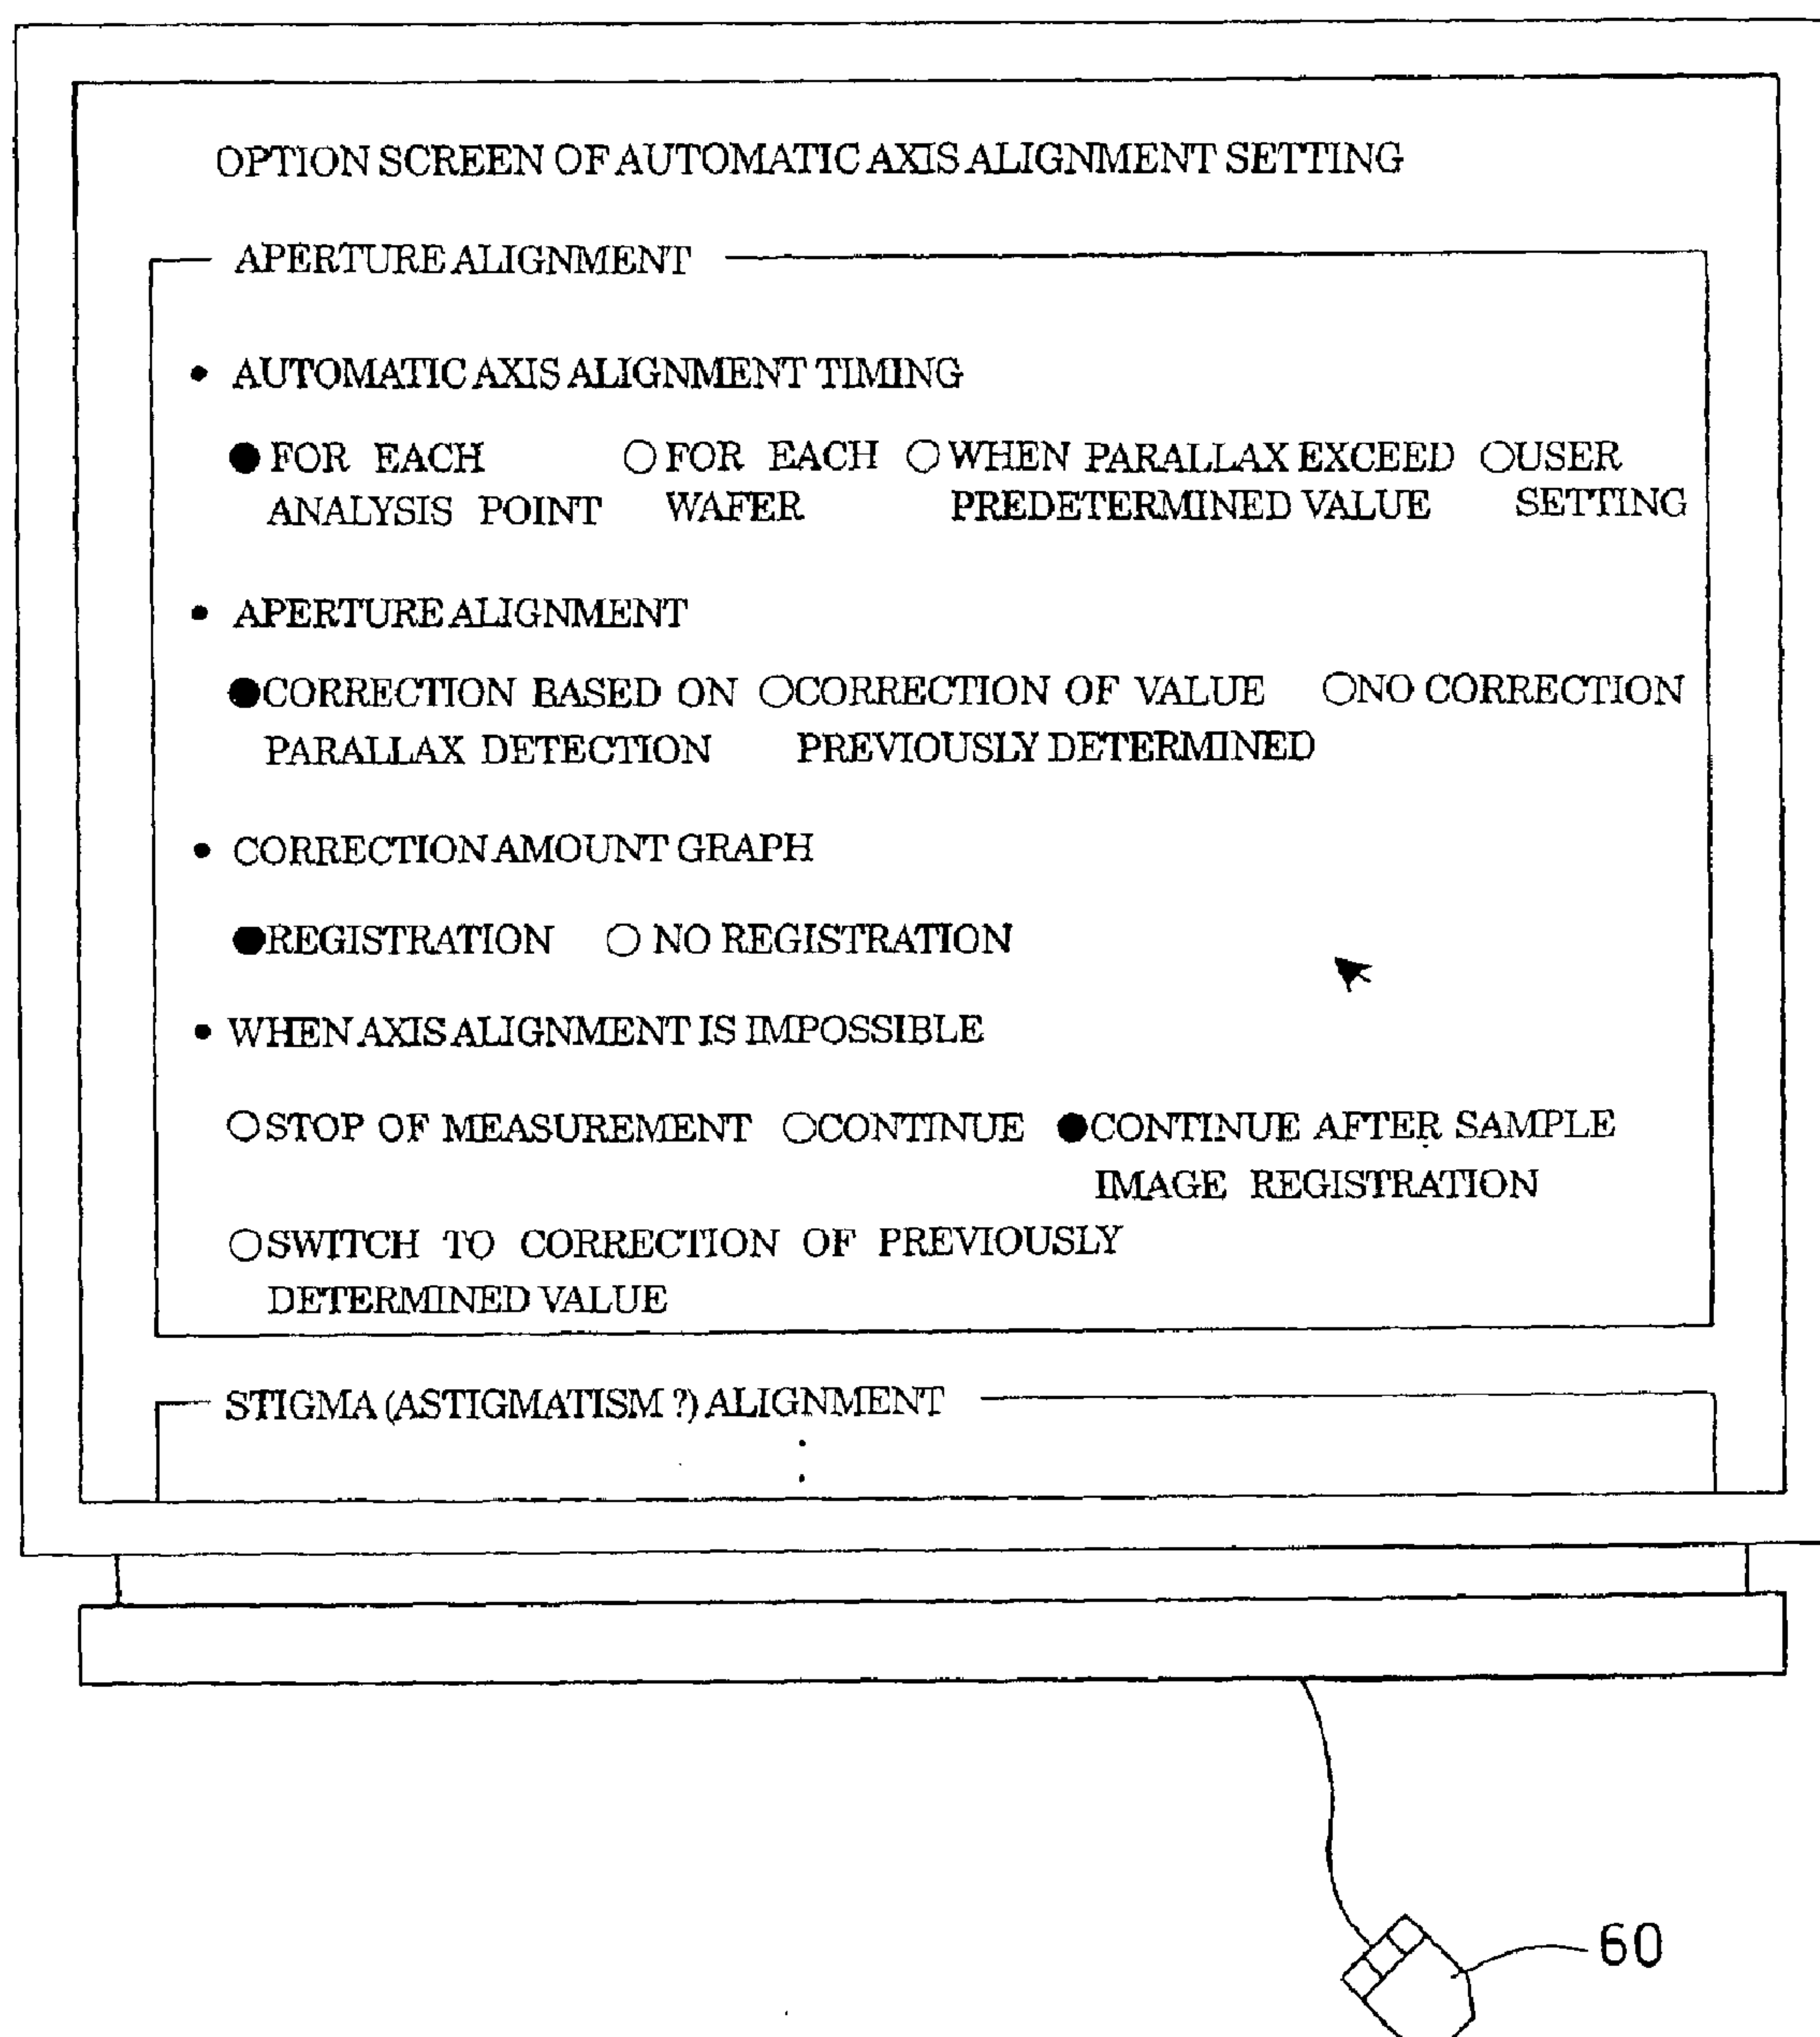 OPTION SCREEN OF AUTOMATIC AXIS ALIGNMENT SETTING
APERTURE ALIGNMENT
• AUTOMATIC AXIS ALIGNMENT TIMING
● FOR EACH ○ FOR EACH ○ WHEN PARALLAX EXCEED ○ USER
ANALYSIS POINT WAFER PREDETERMINED VALUE SETTING
• APERTURE ALIGNMENT
● CORRECTION BASED ON ○ CORRECTION OF VALUE ○ NO CORRECTION
PARALLAX DETECTION PREVIOUSLY DETERMINED
• CORRECTION AMOUNT GRAPH
● REGISTRATION ○ NO REGISTRATION
• WHEN AXIS ALIGNMENT IS IMPOSSIBLE
○ STOP OF MEASUREMENT ○ CONTINUE ● CONTINUE AFTER SAMPLE
IMAGE REGISTRATION
○ SWITCH TO CORRECTION OF PREVIOUSLY
DETERMINED VALUE
STIGMA (ASTIGMATISM ?) ALIGNMENT
60